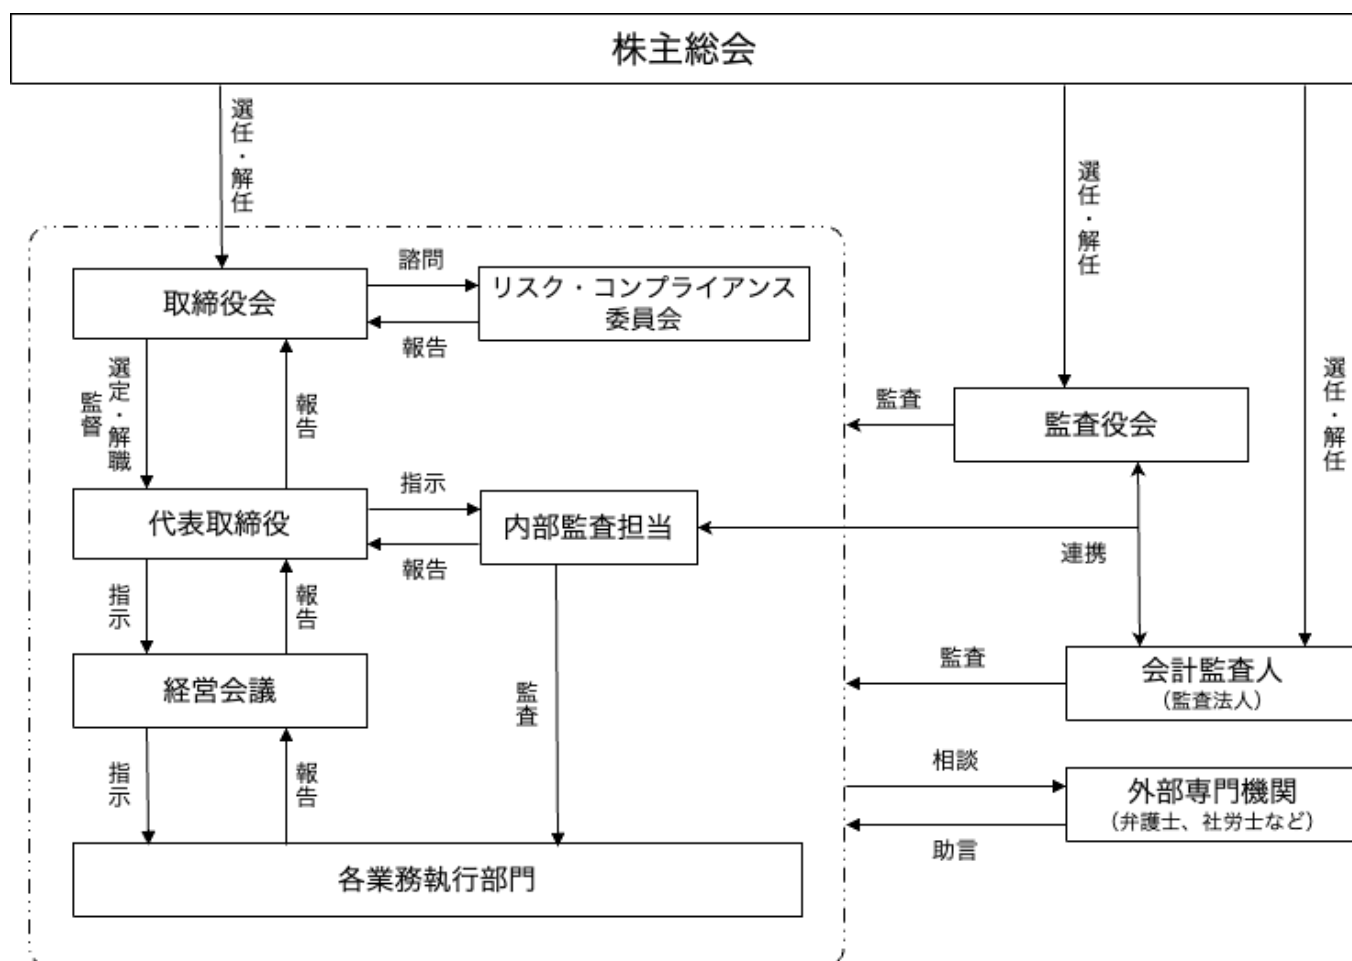 株主総会
選任・解任
選任・解任
選任・解任
取締役会
諮問
報告
リスク・コンプライアンス
委員会
選定・解職
監督
報告
監査
監査役会
代表取締役
指示
報告
内部監査担当
連携
指示
報告
監査
経営会議
監査
会計監査人
（監査法人）
指示
報告
相談
助言
外部専門機関
（弁護士、社労士など）
各業務執行部門